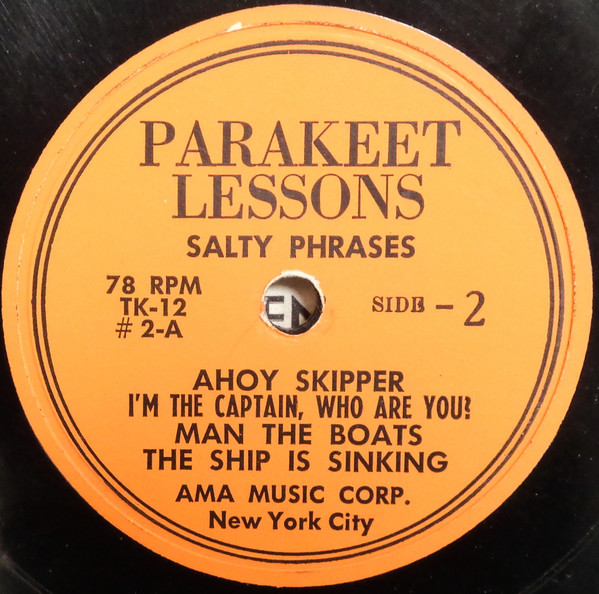 PARAKEET
LESSONS
SALTY PHRASES
78 RPM
TK-12
# 2-A
SIDE - 2
AHOY SKIPPER
I'M THE CAPTAIN, WHO ARE YOU?
MAN THE BOATS
THE SHIP IS SINKING
AMA MUSIC CORP.
New York City